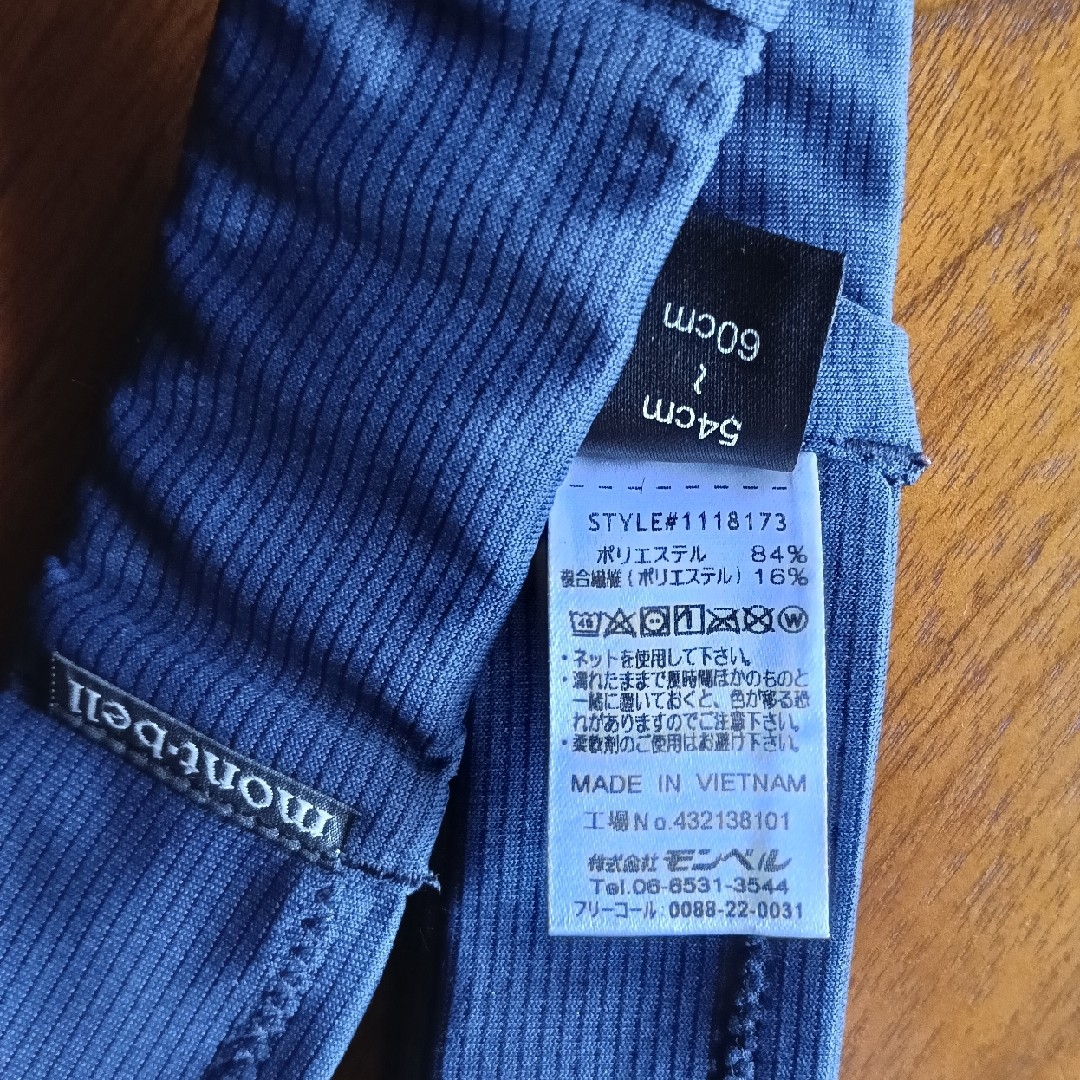 54cm
~
60cm
STYLE#1118173
ポリエステル 84%
複合繊維(ポリエステル) 16%
40
W
・ネットを使用して下さい。
・濡れたままで長時間ほかのものと
一緒に置いておくと、色が移る恐
れがありますのでご注意下さい。
・柔軟剤のご使用はお避け下さい。
MADE IN VIETNAM
工場No.432138101
株式会社 モンベル
Tel.06-6531-3544
フリーコール:0088-22-0031
mont-bell